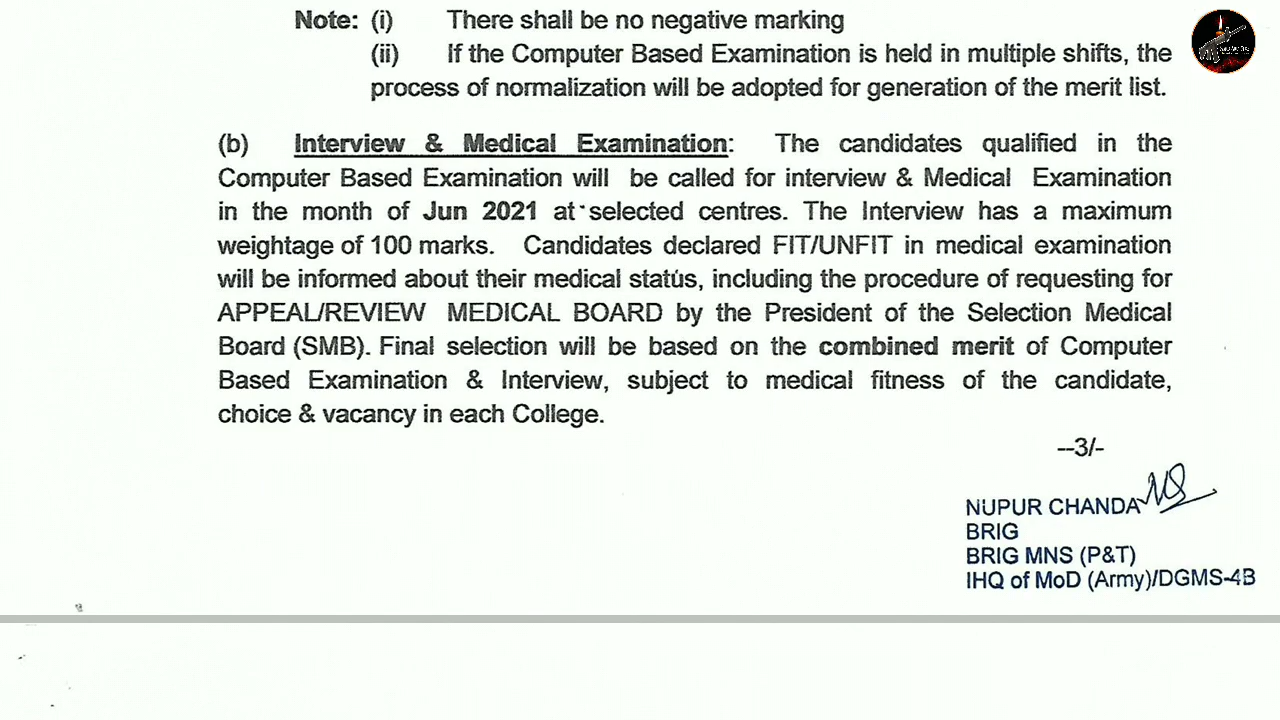 Note: (i) There shall be no negative marking
(ii) If the Computer Based Examination is held in multiple shifts, the
process of normalization will be adopted for generation of the merit list.
(b) Interview & Medical Examination: The candidates qualified in the
Computer Based Examination will be called for interview & Medical Examination
in the month of Jun 2021 at selected centres. The Interview has a maximum
weightage of 100 marks. Candidates declared FIT/UNFIT in medical examination
will be informed about their medical status, including the procedure of requesting for
APPEAL/REVIEW MEDICAL BOARD by the President of the Selection Medical
Board (SMB). Final selection will be based on the combined merit of Computer
Based Examination & Interview, subject to medical fitness of the candidate,
choice & vacancy in each College.
--3/-
NUPUR CHANDA
BRIG
BRIG MNS (P&T)
IHQ of MoD (Army)/DGMS-4B